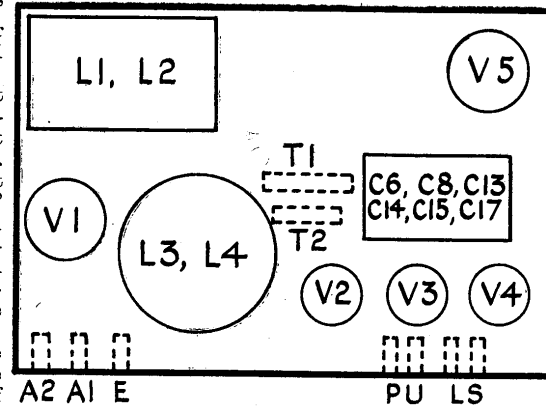 L1, L2
V5
T1
C6, C8, C13
C14, C15, C17
V1
T2
L3, L4
V2 V3 V4
A2 A1 E PU LS